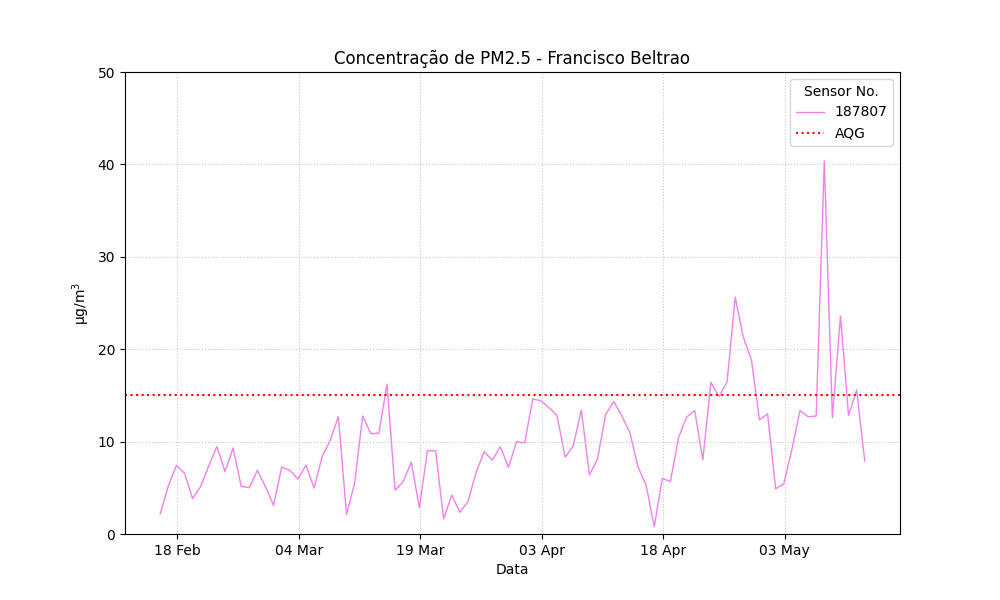 Concentração de PM2.5 - Francisco Beltrao
Sensor No.
187807
AQG
50
40
30
20
10
0
µg/m³
18 Feb
04 Mar
19 Mar
03 Apr
18 Apr
03 May
Data